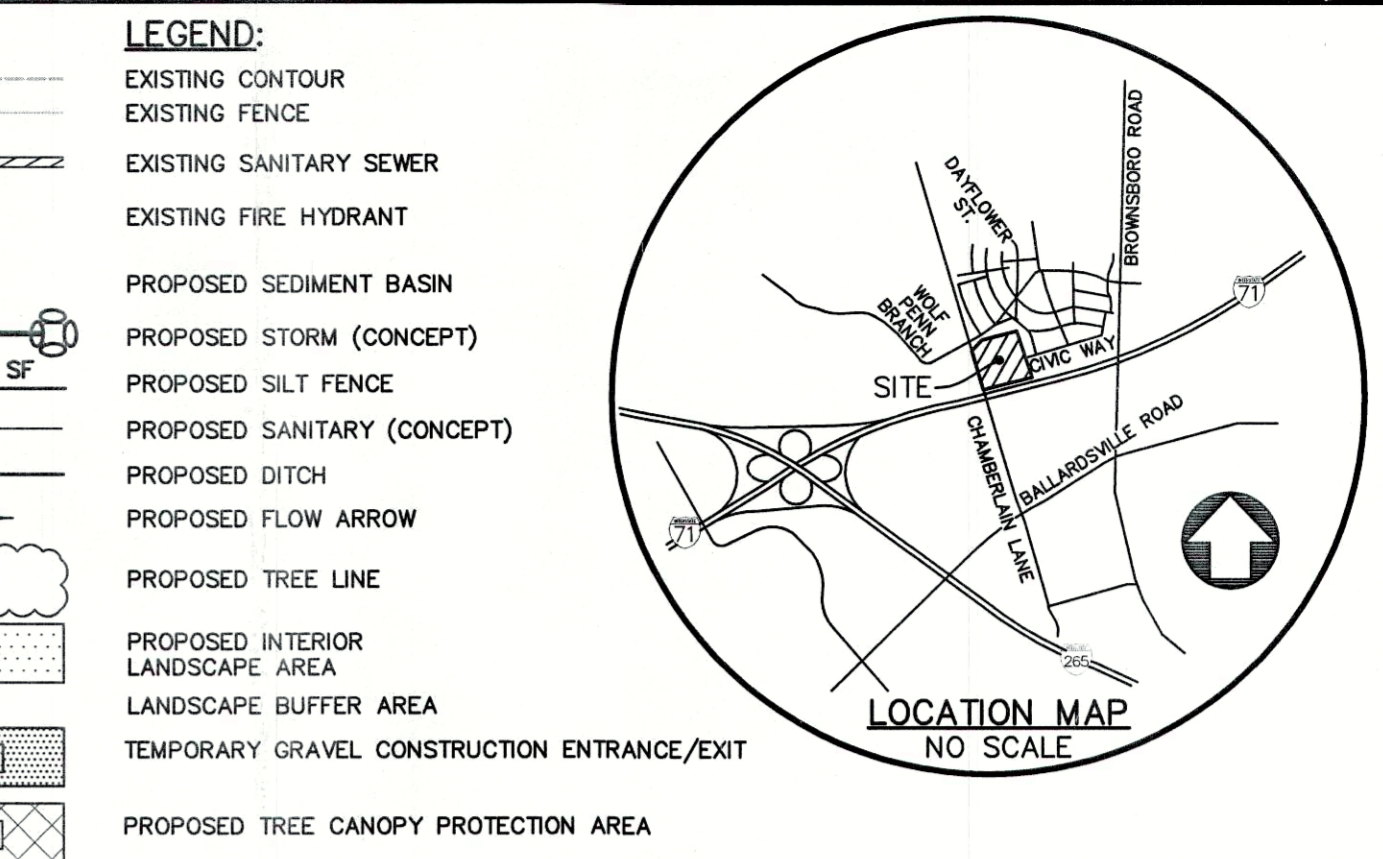 LEGEND:
EXISTING CONTOUR
EXISTING FENCE
EXISTING SANITARY SEWER
EXISTING FIRE HYDRANT
PROPOSED SEDIMENT BASIN
PROPOSED STORM (CONCEPT)
SF
PROPOSED SILT FENCE
PROPOSED SANITARY (CONCEPT)
PROPOSED DITCH
PROPOSED FLOW ARROW
PROPOSED TREE LINE
PROPOSED INTERIOR
LANDSCAPE AREA
LANDSCAPE BUFFER AREA
TEMPORARY GRAVEL CONSTRUCTION ENTRANCE/EXIT
PROPOSED TREE CANOPY PROTECTION AREA
DAYFLOWER
ST.
BROWNSBORO ROAD
71
WOLF
PENN
BRANCH
CIVIC WAY
SITE
CHAMBERLAIN LANE
BALLARDSVILLE ROAD
71
265
LOCATION MAP
NO SCALE